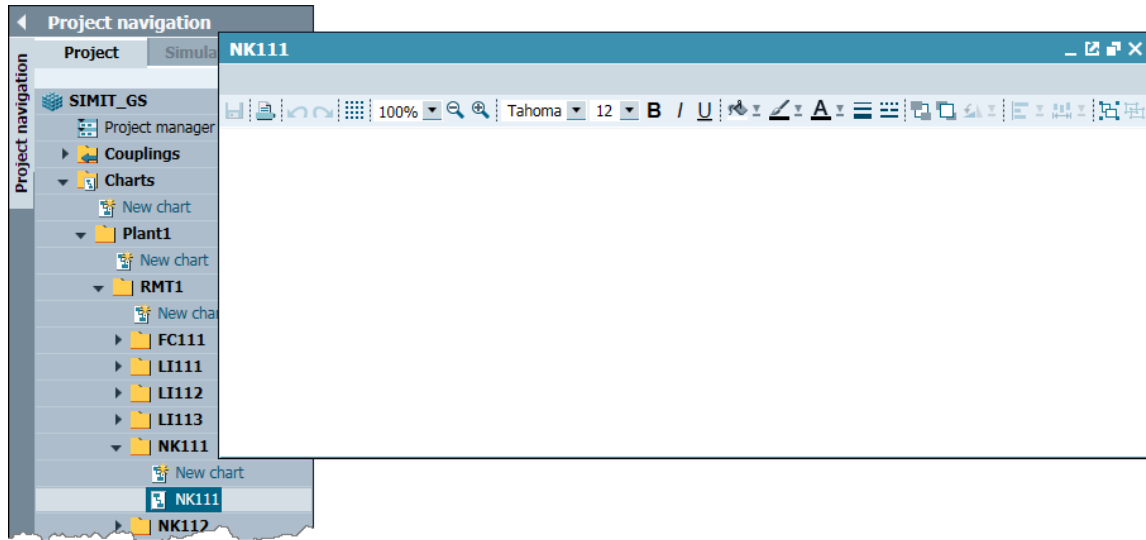 Project navigation
Project navigation
Project Simula
SIMIT_GS
Project manager
Couplings
Charts
New chart
Plant1
New chart
RMT1
New char
FC111
LI111
LI112
LI113
NK111
New chart
NK111
NK112
NK111
100% Tahoma 12 B I U A